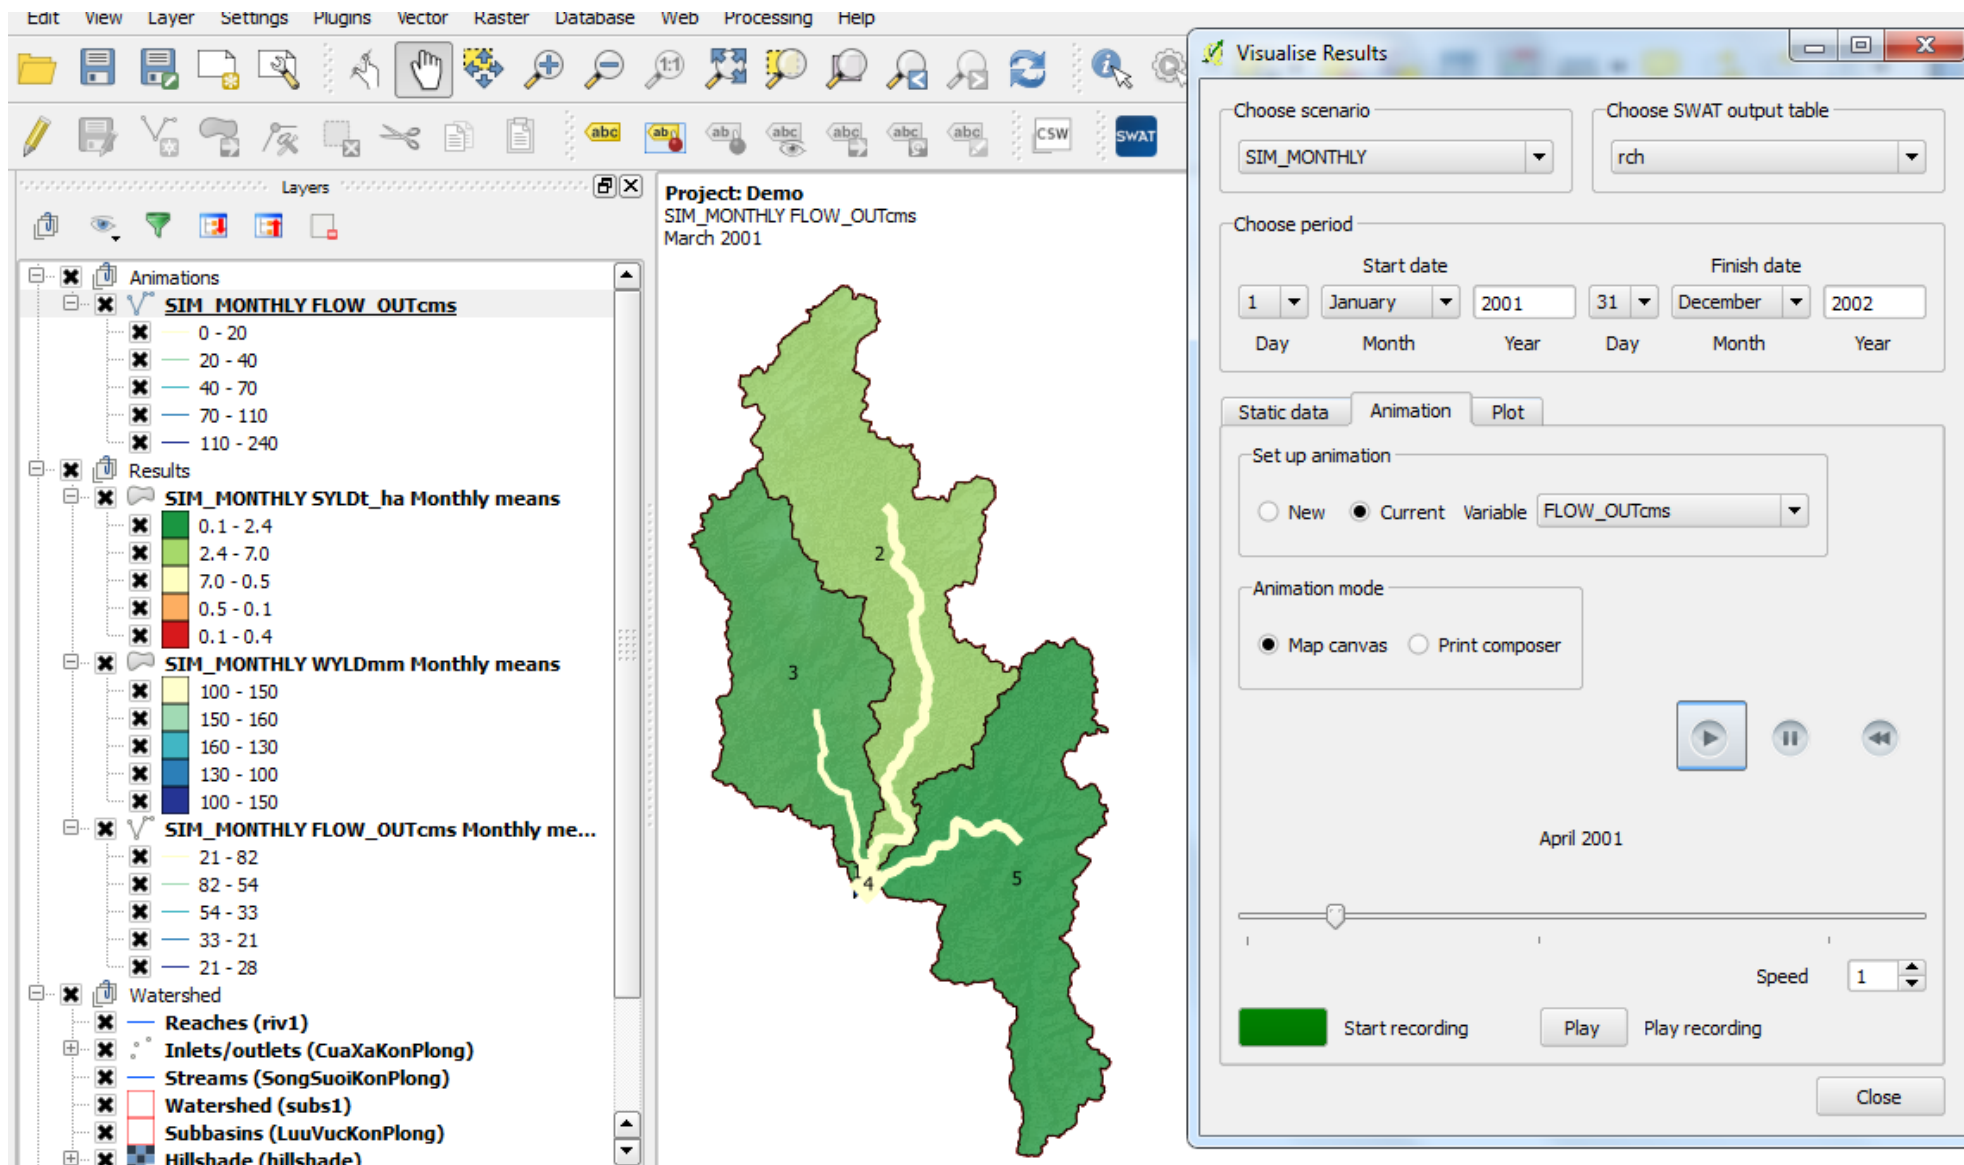 Edit View Layer Settings Plugins Vector Raster Database Web Processing Help
1:1
abc ab abc abc abc abc CSW SWAT
Layers
Animations
SIM_MONTHLY FLOW_OUTcms
0 - 20
20 - 40
40 - 70
70 - 110
110 - 240
Results
SIM_MONTHLY SYLDt_ha Monthly means
0.1 - 2.4
2.4 - 7.0
7.0 - 0.5
0.5 - 0.1
0.1 - 0.4
SIM_MONTHLY WYLDmm Monthly means
100 - 150
150 - 160
160 - 130
130 - 100
100 - 150
SIM_MONTHLY FLOW_OUTcms Monthly me...
21 - 82
82 - 54
54 - 33
33 - 21
21 - 28
Watershed
Reaches (riv1)
Inlets/outlets (CuaXaKonPlong)
Streams (SongSuoiKonPlong)
Watershed (subs1)
Subbasins (LuuVucKonPlong)
Hillshade (hillshade)
Project: Demo
SIM_MONTHLY FLOW_OUTcms
March 2001
2
3
4
5
Visualise Results
Choose scenario
SIM_MONTHLY
Choose SWAT output table
rch
Choose period
Start date Finish date
1 January 2001 31 December 2002
Day Month Year Day Month Year
Static data Animation Plot
Set up animation
New Current Variable FLOW_OUTcms
Animation mode
Map canvas Print composer
April 2001
Speed 1
Start recording Play Play recording
Close